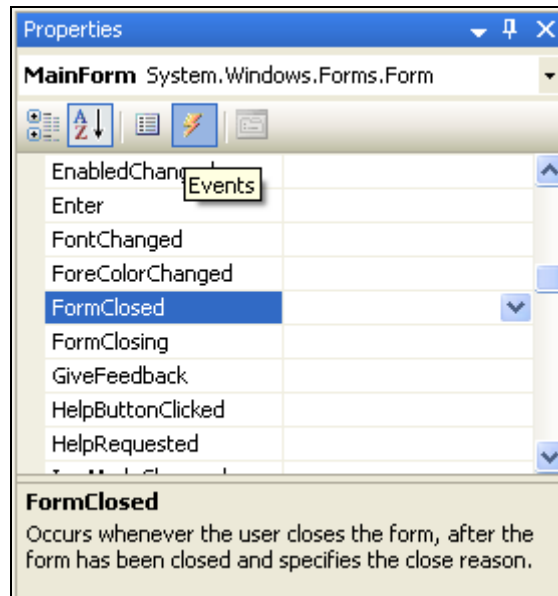 Properties
MainForm System.Windows.Forms.Form
EnabledChanged
Events
Enter
FontChanged
ForeColorChanged
FormClosed
FormClosing
GiveFeedback
HelpButtonClicked
HelpRequested
FormClosed
Occurs whenever the user closes the form, after the
form has been closed and specifies the close reason.